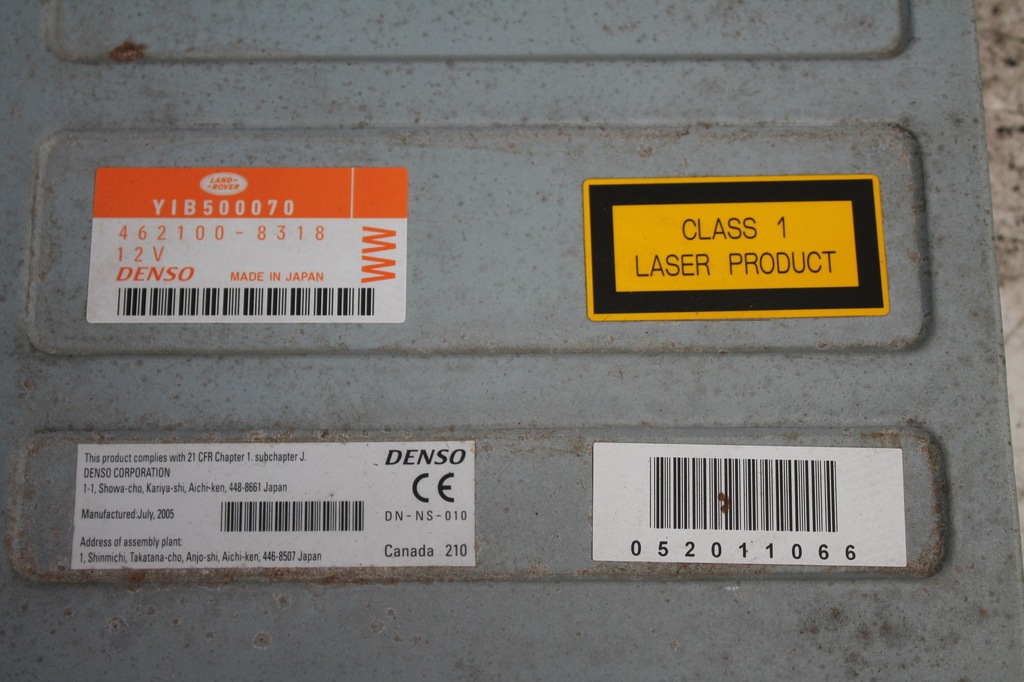 LAND-
ROVER
YIB500070
462100-8318
12V
DENSO MADE IN JAPAN
WW
CLASS 1
LASER PRODUCT
This product complies with 21 CFR Chapter 1. subchapter J.
DENSO CORPORATION
1-1, Showa-cho, Kariya-shi, Aichi-ken, 448-8661 Japan
Manufactured:July, 2005
Address of assembly plant:
1, Shinmichi, Takatana-cho, Anjo-shi, Aichi-ken, 446-8507 Japan
DENSO
CE
DN-NS-010
Canada 210
052011066